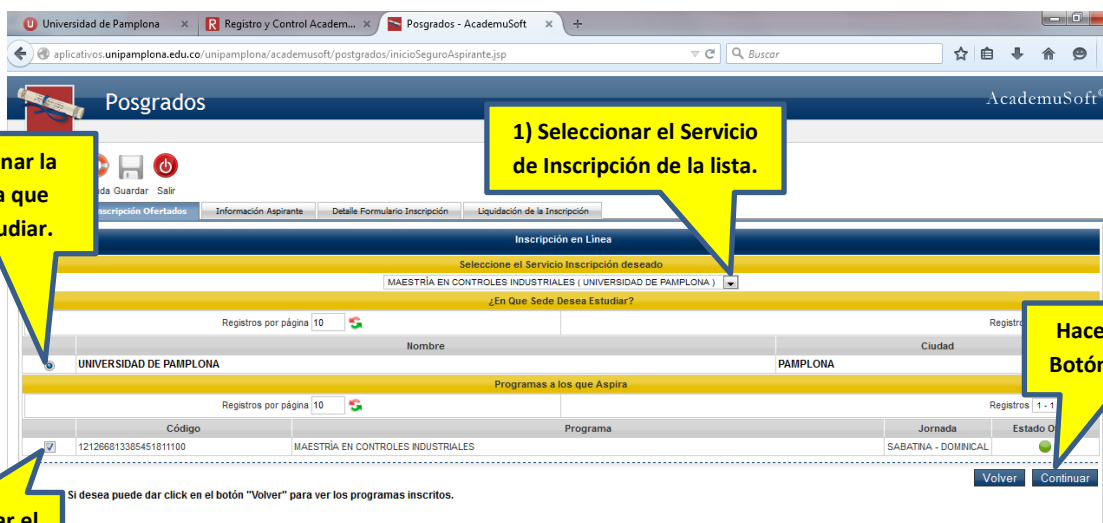 Universidad de Pamplona
Registro y Control Academ...
Posgrados - AcademuSoft
aplicativos.unipamplona.edu.co/unipamplona/academusoft/postgrados/inicioSeguroAspirante.jsp
Buscar
Posgrados
AcademuSoft
1) Seleccionar el Servicio
de Inscripción de la lista.
nar la
a que
udiar.
uda Guardar Salir
nscripción Ofertados
Información Aspirante
Detalle Formulario Inscripción
Liquidación de la Inscripción
Inscripción en Linea
Seleccione el Servicio Inscripción deseado
MAESTRÍA EN CONTROLES INDUSTRIALES ( UNIVERSIDAD DE PAMPLONA )
¿En Que Sede Desea Estudiar?
Registros por página 10
Registro
Nombre
Ciudad
UNIVERSIDAD DE PAMPLONA
PAMPLONA
Hace
Botón
Programas a los que Aspira
Registros por página 10
Registros 1 - 1
Código
Programa
Jornada
Estado O
121266813385451811100
MAESTRÍA EN CONTROLES INDUSTRIALES
SABATINA - DOMINICAL
Volver
Continuar
Si desea puede dar click en el botón "Volver" para ver los programas inscritos.
ar el